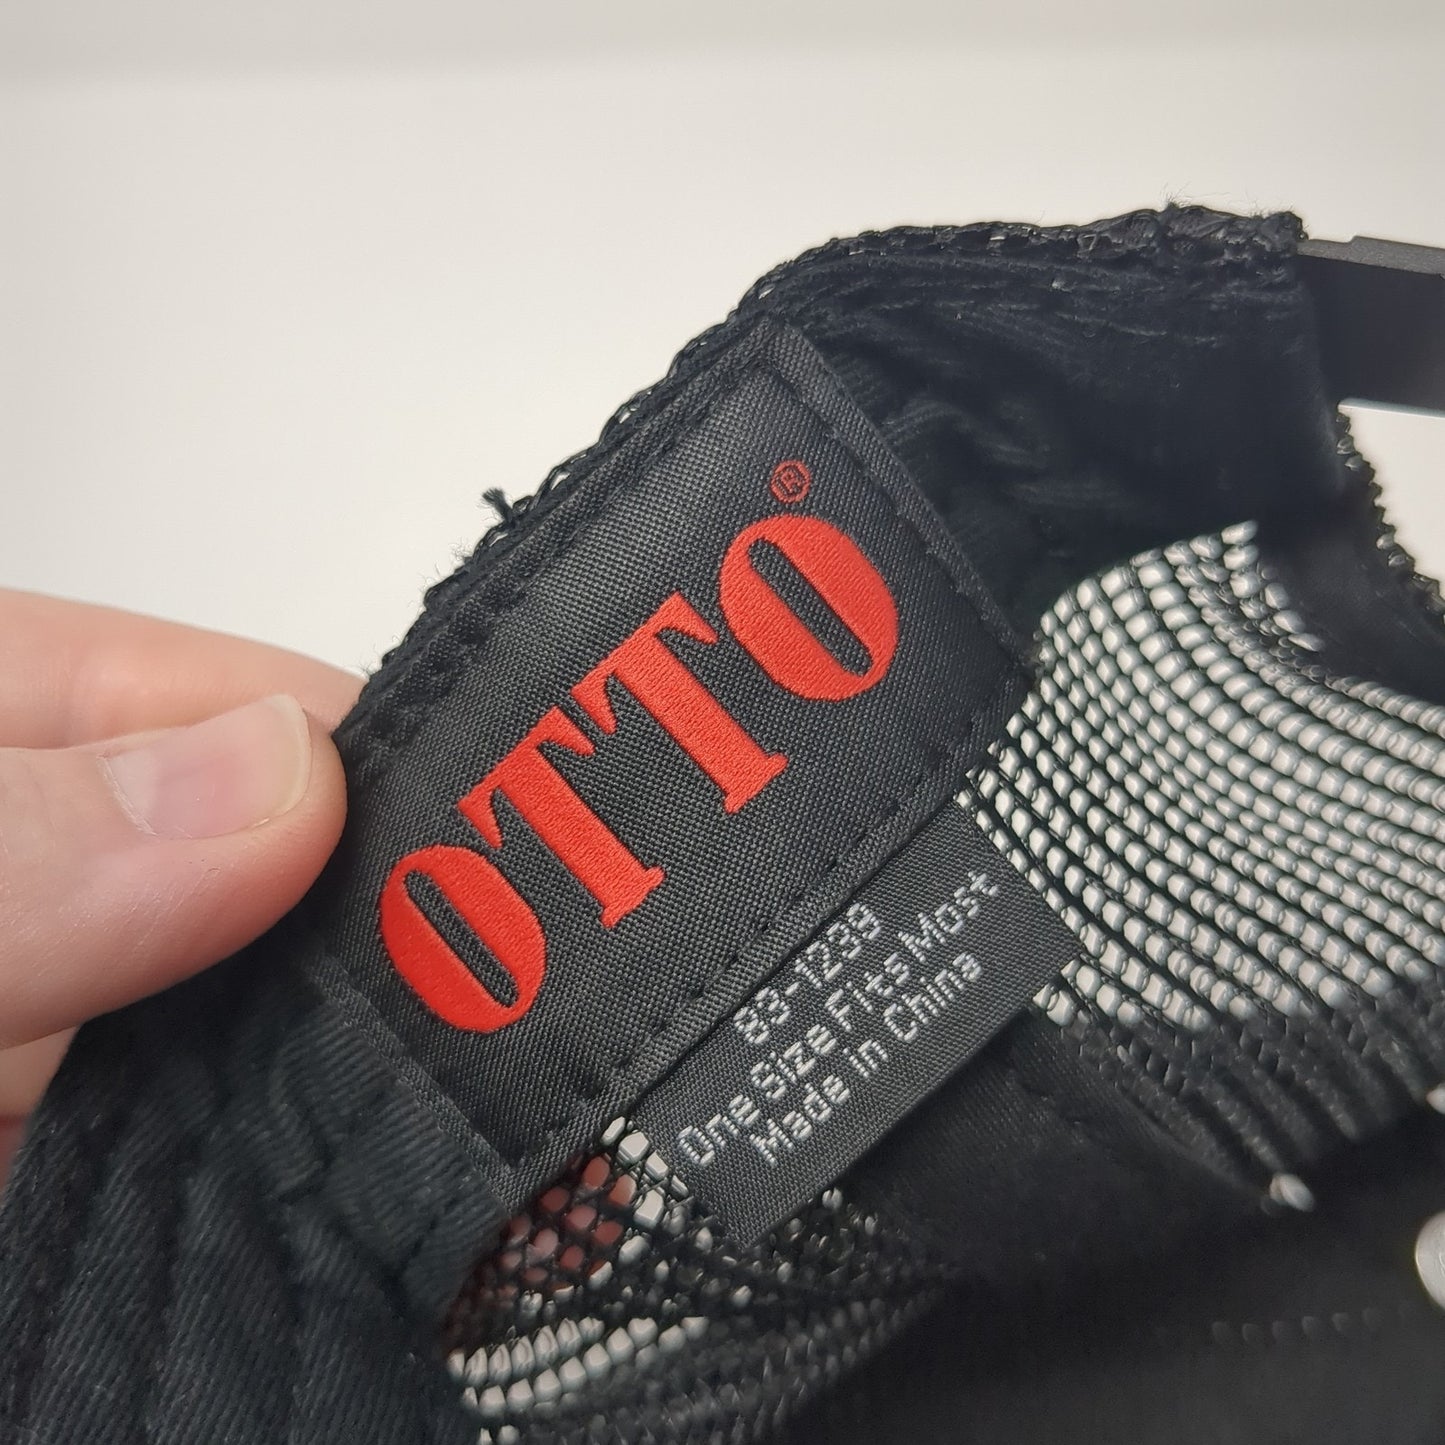 OTTO®
83-1239
One Size Fits Most
Made in China